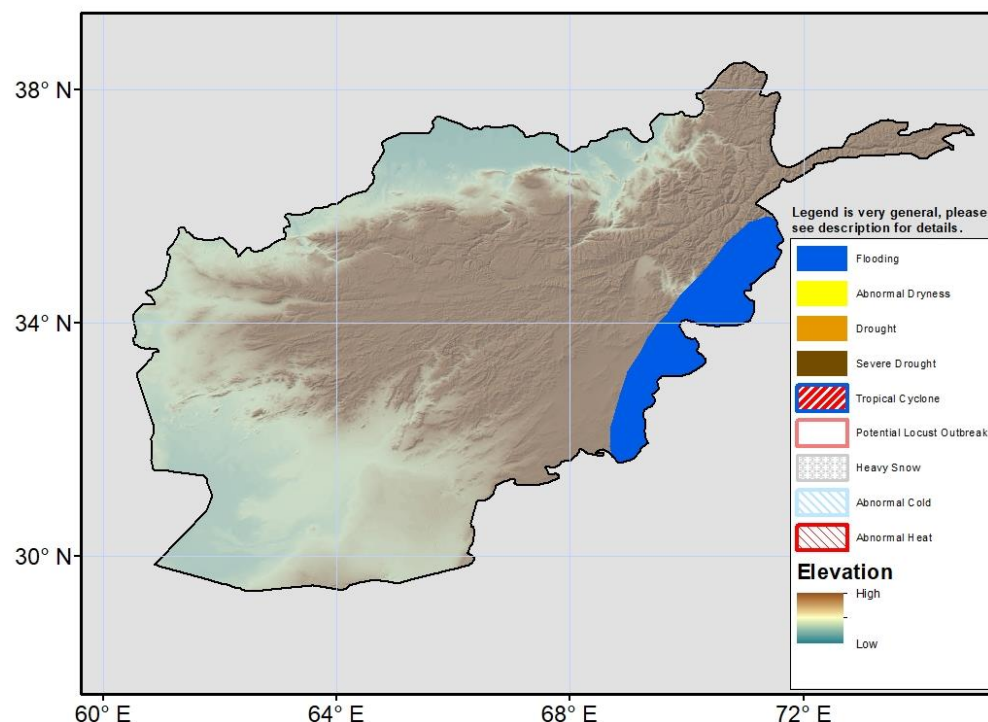 38° N
34° N
30° N
60° E
64° E
68° E
72° E
Legend is very general, please
see description for details.
Flooding
Abnormal Dryness
Drought
Severe Drought
Tropical Cyclone
Potential Locust Outbreak
Heavy Snow
Abnormal Cold
Abnormal Heat
Elevation
High
Low